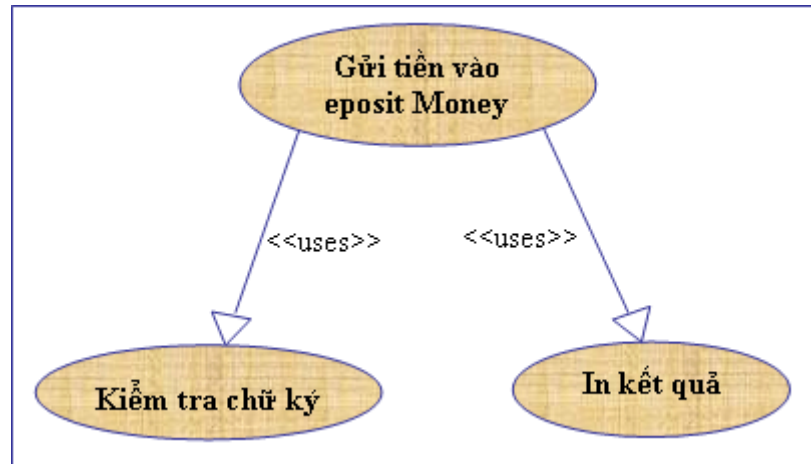 Gửi tiền vào
eposit Money
<<uses>>
<<uses>>
Kiểm tra chữ ký
In kết quả